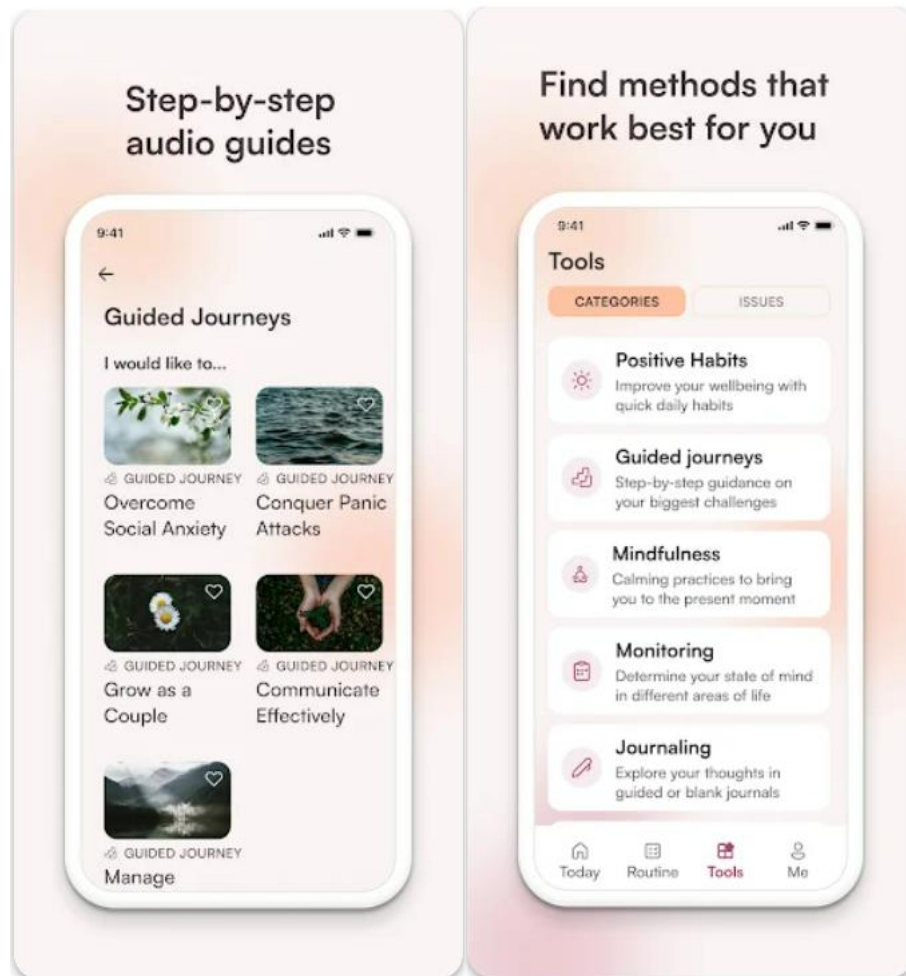 Step-by-step
audio guides
9:41
Guided Journeys
I would like to...
GUIDED JOURNEY
Overcome
Social Anxiety
GUIDED JOURNEY
Conquer Panic
Attacks
GUIDED JOURNEY
Grow as a
Couple
GUIDED JOURNEY
Communicate
Effectively
GUIDED JOURNEY
Manage
Find methods that
work best for you
9:41
Tools
CATEGORIES
ISSUES
Positive Habits
Improve your wellbeing with
quick daily habits
Guided journeys
Step-by-step guidance on
your biggest challenges
Mindfulness
Calming practices to bring
you to the present moment
Monitoring
Determine your state of mind
in different areas of life
Journaling
Explore your thoughts in
guided or blank journals
Today
Routine
Tools
Me